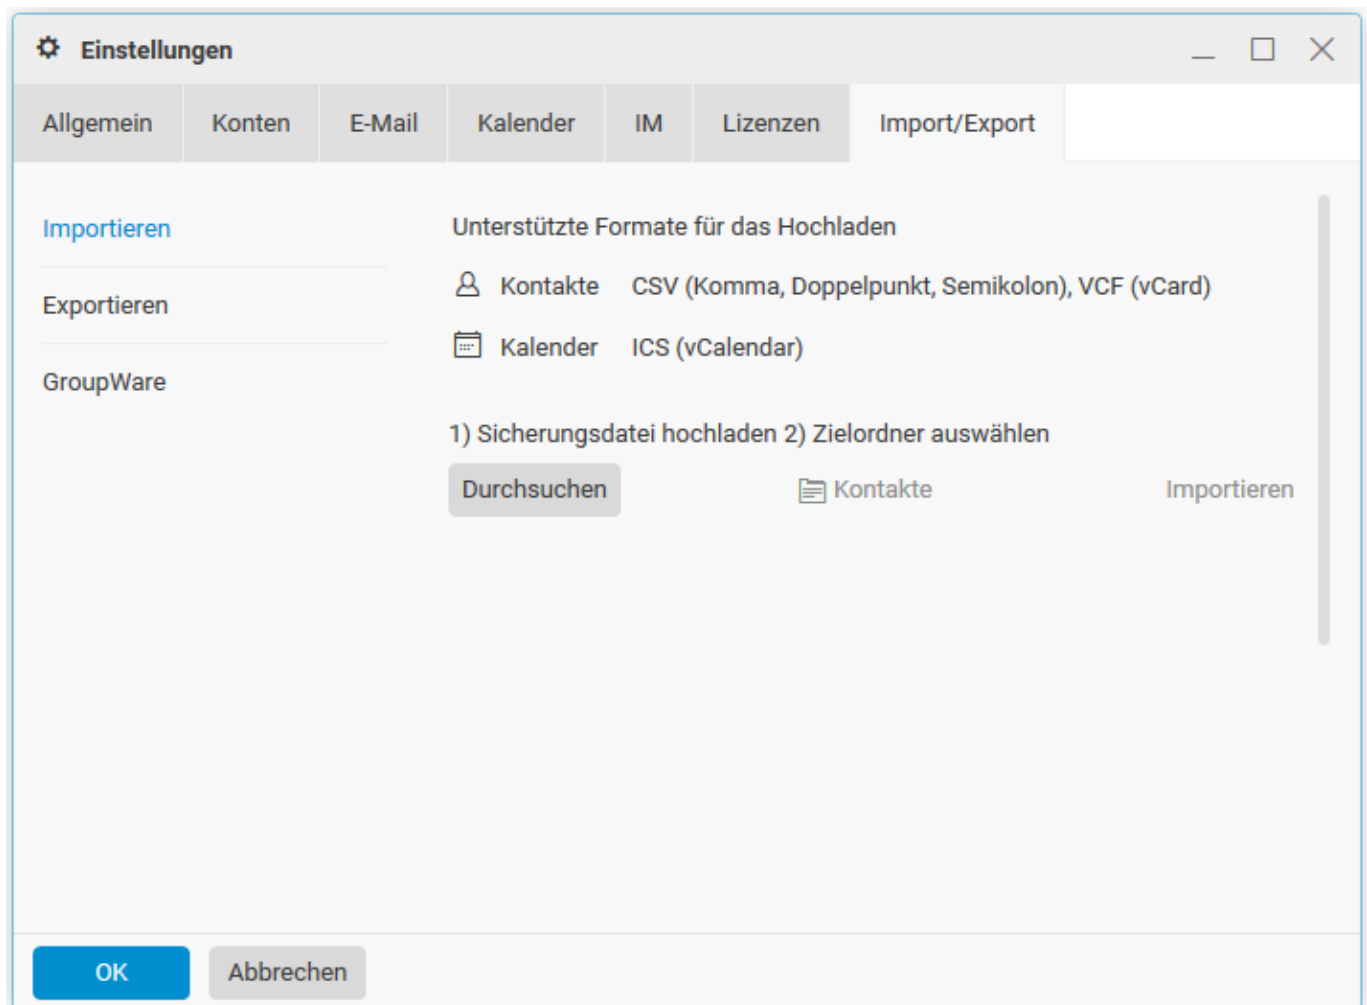 Einstellungen
Allgemein Konten E-Mail Kalender IM Lizenzen Import/Export
Importieren
Exportieren
GroupWare
Unterstützte Formate für das Hochladen
Kontakte CSV (Komma, Doppelpunkt, Semikolon), VCF (vCard)
Kalender ICS (vCalendar)
1) Sicherungsdatei hochladen 2) Zielordner auswählen
Durchsuchen Kontakte Importieren
OK Abbrechen